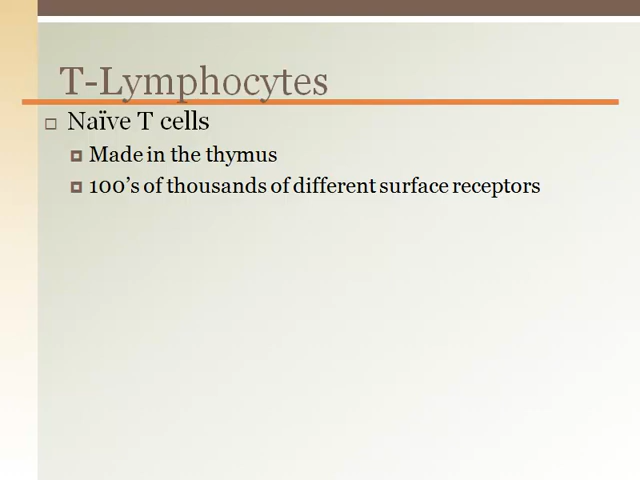 T-Lymphocytes
Naïve T cells
Made in the thymus
100's of thousands of different surface receptors